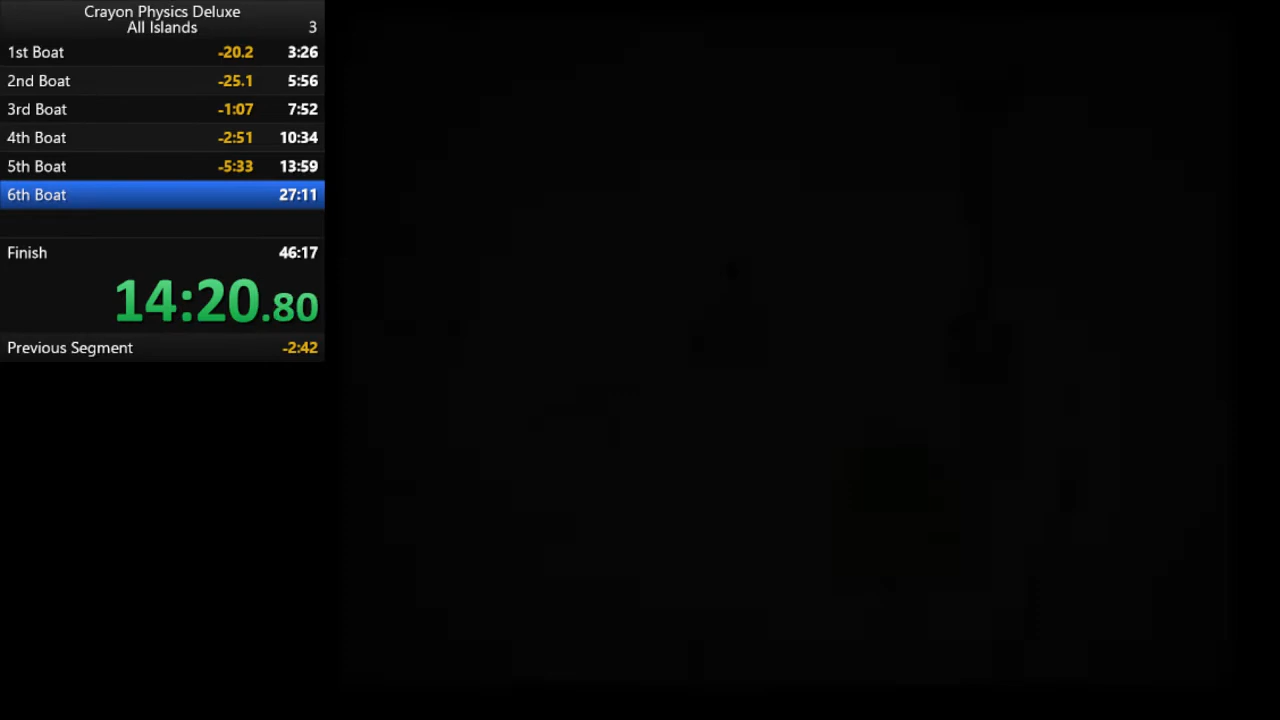 Crayon Physics Deluxe
All Islands 3
1st Boat -20.2 3:26
2nd Boat -25.1 5:56
3rd Boat -1:07 7:52
4th Boat -2:51 10:34
5th Boat -5:33 13:59
6th Boat 27:11
Finish 46:17
14:20.80
Previous Segment -2:42